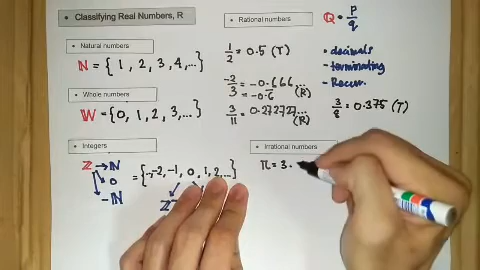 Classifying Real Numbers, R
• Natural numbers
N = { 1, 2, 3, 4, ... }
• Whole numbers
W = {0, 1, 2, 3, ... }
• Integers
Z → N
0
-N
= {..., -2, -1, 0, 1, 2, ... }
Z
• Rational numbers
Q = P/q
1/2 = 0.5 (T)
-2/3 = -0.666...
= -0.6 (R)
3/11 = 0.272727... (R)
• decimals
- terminating
- Recurr.
3/8 = 0.375 (T)
• Irrational numbers
π = 3.